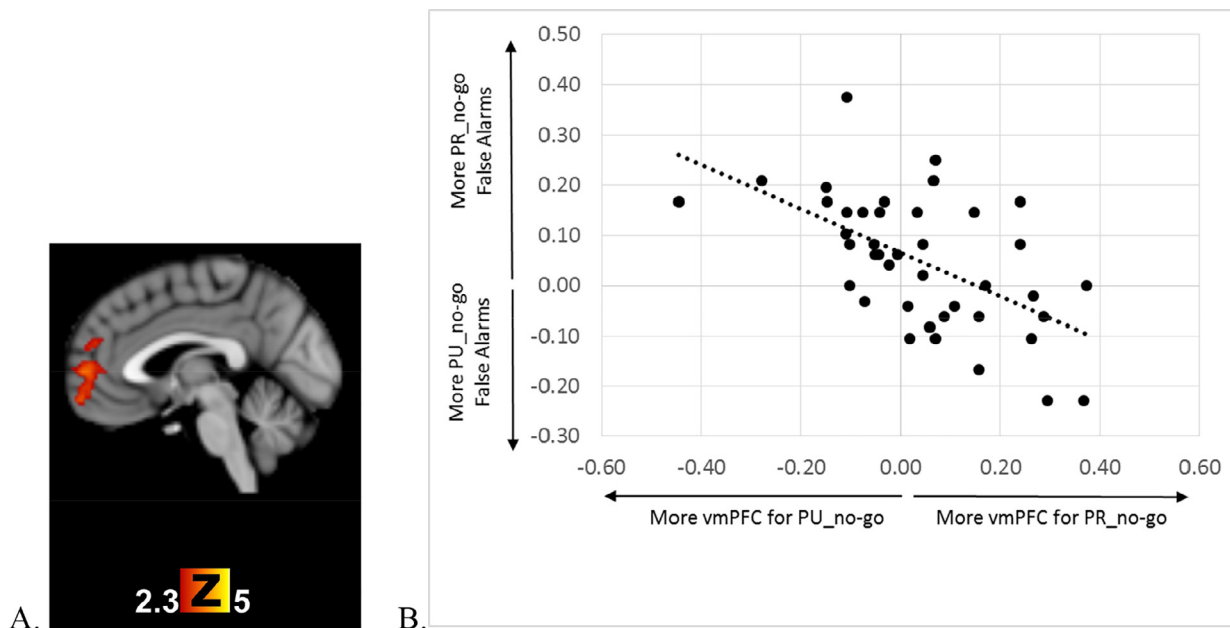 A.
2.3 Z 5
B.
More PR_no-go
False Alarms
More PU_no-go
False Alarms
0.50
0.40
0.30
0.20
0.10
0.00
-0.10
-0.20
-0.30
-0.60 -0.40 -0.20 0.00 0.20 0.40 0.60
More vmPFC for PU_no-go More vmPFC for PR_no-go